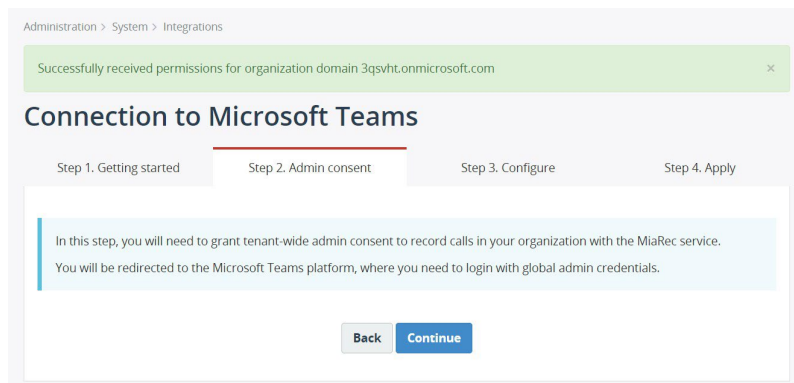 Administration > System > Integrations
Successfully received permissions for organization domain 3qsvht.onmicrosoft.com ×
Connection to Microsoft Teams
Step 1. Getting started Step 2. Admin consent Step 3. Configure Step 4. Apply
In this step, you will need to grant tenant-wide admin consent to record calls in your organization with the MiaRec service.
You will be redirected to the Microsoft Teams platform, where you need to login with global admin credentials.
Back Continue